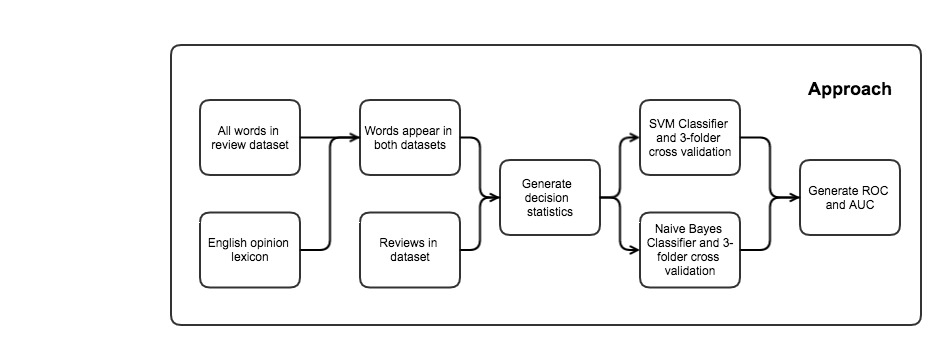 Approach
All words in
review dataset
English opinion
lexicon
Words appear in
both datasets
Reviews in
dataset
Generate
decision
statistics
SVM Classifier
and 3-folder
cross validation
Naive Bayes
Classifier and 3-
folder cross
validation
Generate ROC
and AUC